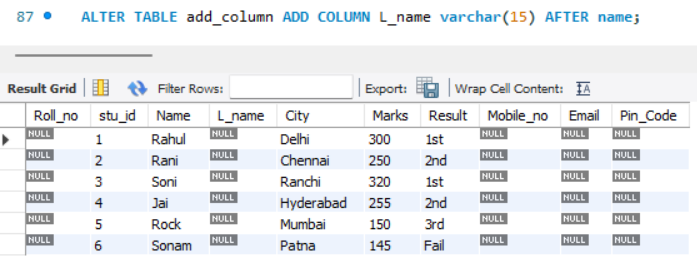 87 ALTER TABLE add_column ADD COLUMN L_name varchar(15) AFTER name;
Result Grid Filter Rows: Export: Wrap Cell Content: IA
Roll_no stu_id Name L_name City Marks Result Mobile_no Email Pin_Code
NULL 1 Rahul NULL Delhi 300 1st NULL NULL NULL
NULL 2 Rani NULL Chennai 250 2nd NULL NULL NULL
NULL 3 Soni NULL Ranchi 320 1st NULL NULL NULL
NULL 4 Jai NULL Hyderabad 255 2nd NULL NULL NULL
NULL 5 Rock NULL Mumbai 150 3rd NULL NULL NULL
NULL 6 Sonam NULL Patna 145 Fail NULL NULL NULL